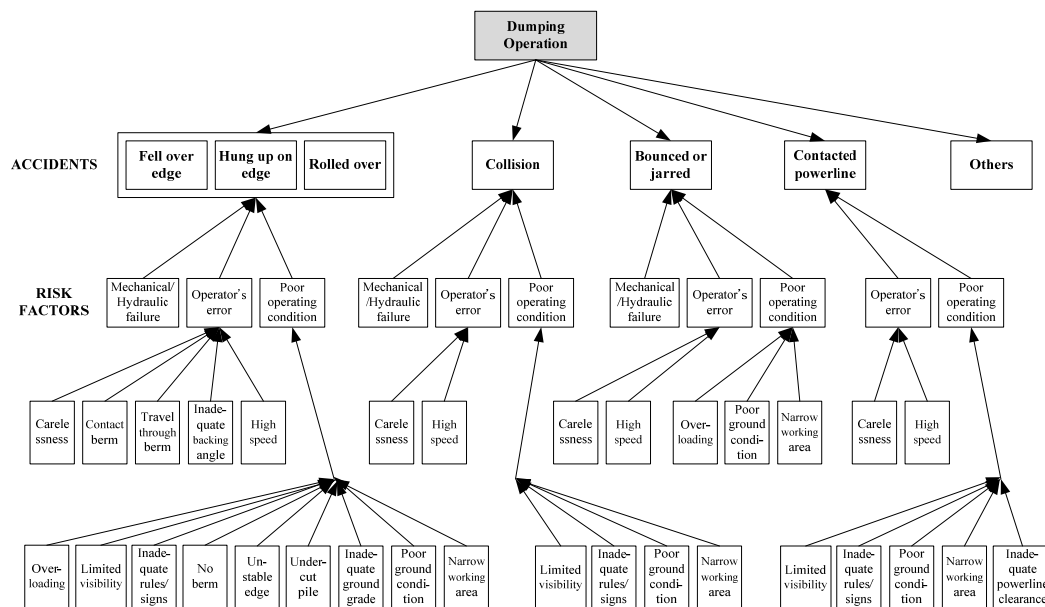 Dumping
Operation
ACCIDENTS
Fell over
edge
Hung up on
edge
Rolled over
Collision
Bounced or
jarred
Contacted
powerline
Others
RISK
FACTORS
Mechanical/
Hydraulic
failure
Operator's
error
Poor
operating
condition
Mechanical
/Hydraulic
failure
Operator's
error
Poor
operating
condition
Mechanical
/Hydraulic
failure
Operator's
error
Poor
operating
condition
Operator's
error
Poor
operating
condition
Carele
ssness
Contact
berm
Travel
through
berm
Inade-
quate
backing
angle
High
speed
Carele
ssness
High
speed
Carele
ssness
High
speed
Over-
loading
Poor
ground
condi-
tion
Narrow
working
area
Carele
ssness
High
speed
Over-
loading
Limited
visibility
Inade-
quate
rules/
signs
No
berm
Un-
stable
edge
Under-
cut
pile
Inade-
quate
ground
grade
Poor
ground
condi-
tion
Narrow
working
area
Limited
visibility
Inade-
quate
rules/
signs
Poor
ground
condi-
tion
Narrow
working
area
Limited
visibility
Inade-
quate
rules/
signs
Poor
ground
condi-
tion
Narrow
working
area
Inade-
quate
powerline
clearance